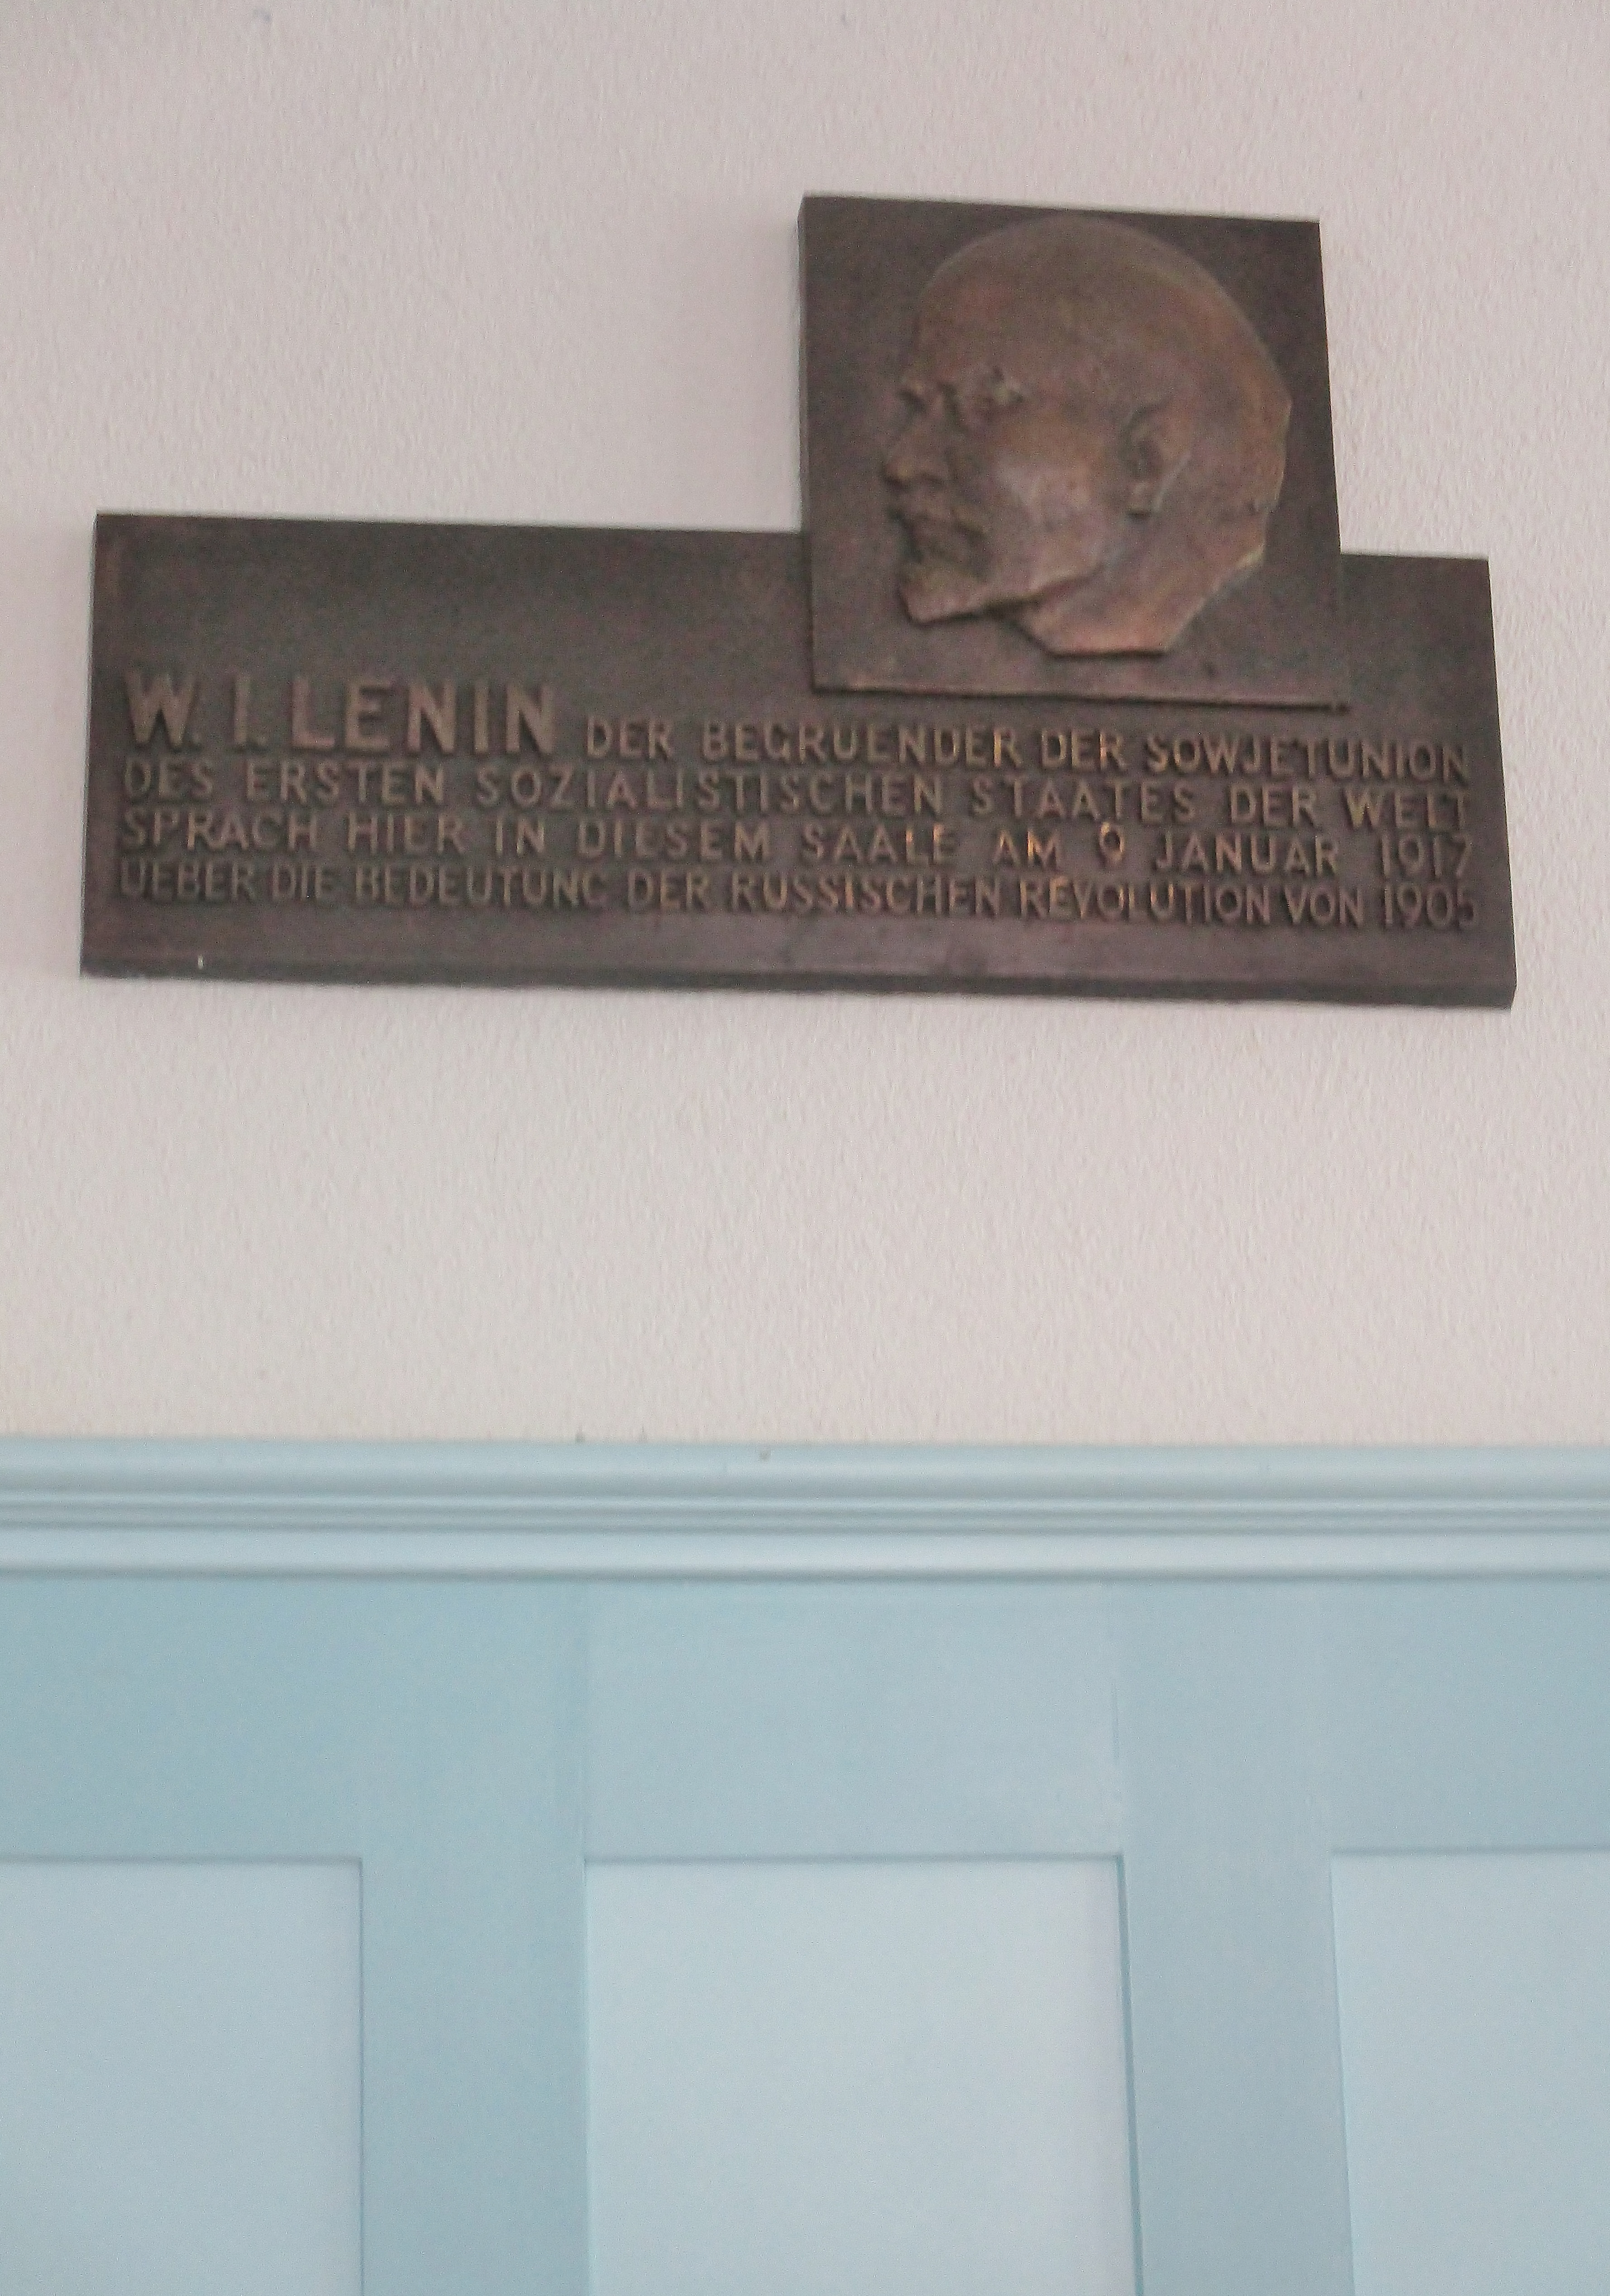 W. I. LENIN DER BEGRUENDER DER SOWJETUNION
DES ERSTEN SOZIALISTISCHEN STAATES DER WELT
SPRACH HIER IN DIESEM SAALE AM 9 JANUAR 1917
UEBER DIE BEDEUTUNG DER RUSSISCHEN REVOLUTION VON 1905